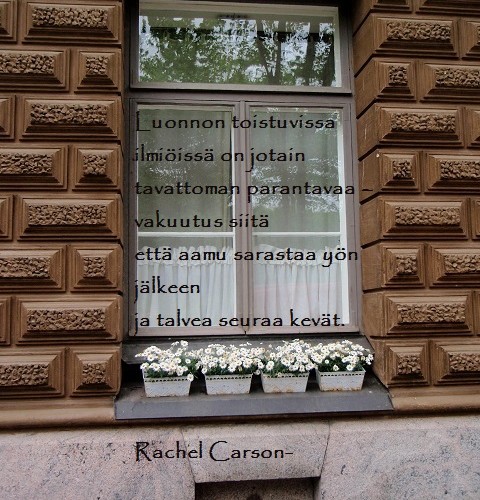 Luonnon toistuvissa
ilmiöissä on jotain
tavattoman parantavaa –
vakuutus siitä
että aamu sarastaa yön
jälkeen
ja talvea seuraa kevät.
Rachel Carson-